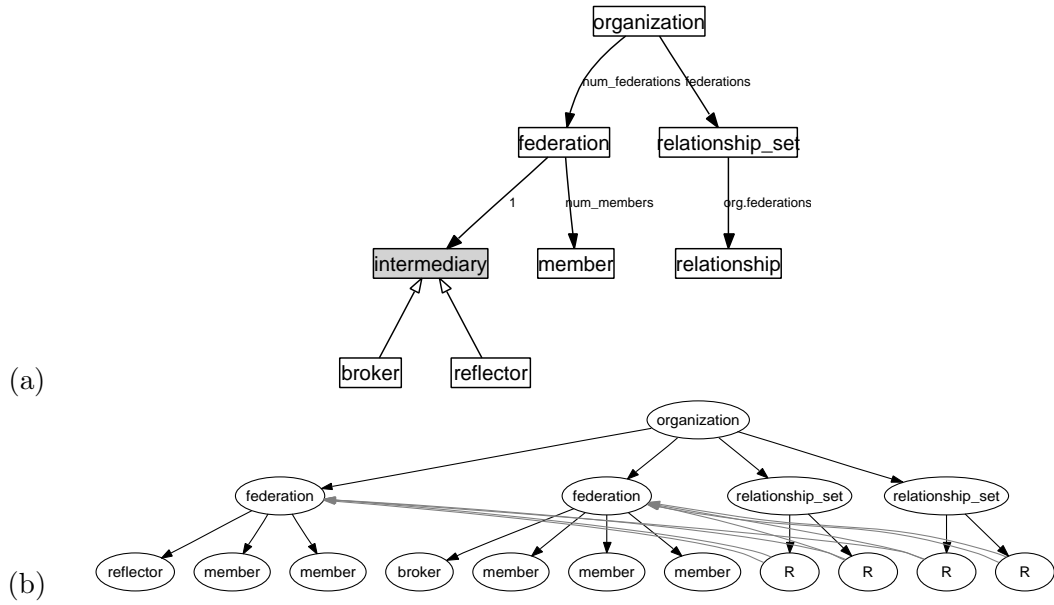 organization
num_federations federations
federation relationship_set
1 num_members org.federations
intermediary member relationship
(a) broker reflector
organization
federation federation relationship_set relationship_set
(b) reflector member member broker member member member R R R R